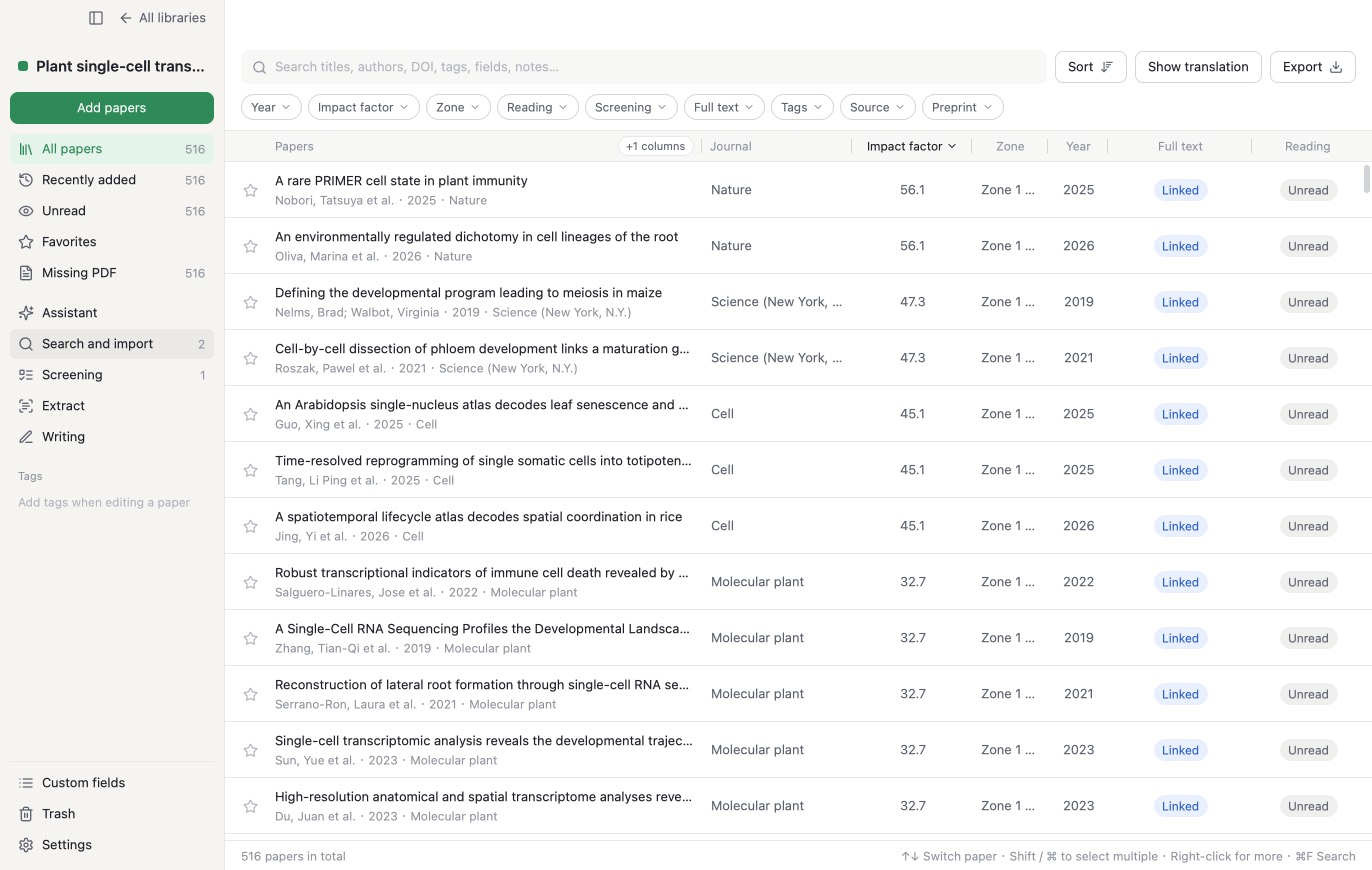 All libraries
Plant single-cell trans...
Add papers
All papers 516
Recently added 516
Unread 516
Favorites
Missing PDF 516
Assistant
Search and import 2
Screening 1
Extract
Writing
Tags
Add tags when editing a paper
Custom fields
Trash
Settings
Search titles, authors, DOI, tags, fields, notes...
Sort
Show translation
Export
Year
Impact factor
Zone
Reading
Screening
Full text
Tags
Source
Preprint
Papers +1 columns Journal Impact factor Zone Year Full text Reading
A rare PRIMER cell state in plant immunity
Nobori, Tatsuya et al. · 2025 · Nature
Nature 56.1 Zone 1 ... 2025 Linked Unread
An environmentally regulated dichotomy in cell lineages of the root
Oliva, Marina et al. · 2026 · Nature
Nature 56.1 Zone 1 ... 2026 Linked Unread
Defining the developmental program leading to meiosis in maize
Nelms, Brad; Walbot, Virginia · 2019 · Science (New York, N.Y.)
Science (New York, ... 47.3 Zone 1 ... 2019 Linked Unread
Cell-by-cell dissection of phloem development links a maturation g...
Roszak, Pawel et al. · 2021 · Science (New York, N.Y.)
Science (New York, ... 47.3 Zone 1 ... 2021 Linked Unread
An Arabidopsis single-nucleus atlas decodes leaf senescence and ...
Guo, Xing et al. · 2025 · Cell
Cell 45.1 Zone 1 ... 2025 Linked Unread
Time-resolved reprogramming of single somatic cells into totipoten...
Tang, Li Ping et al. · 2025 · Cell
Cell 45.1 Zone 1 ... 2025 Linked Unread
A spatiotemporal lifecycle atlas decodes spatial coordination in rice
Jing, Yi et al. · 2026 · Cell
Cell 45.1 Zone 1 ... 2026 Linked Unread
Robust transcriptional indicators of immune cell death revealed by ...
Salguero-Linares, Jose et al. · 2022 · Molecular plant
Molecular plant 32.7 Zone 1 ... 2022 Linked Unread
A Single-Cell RNA Sequencing Profiles the Developmental Landsca...
Zhang, Tian-Qi et al. · 2019 · Molecular plant
Molecular plant 32.7 Zone 1 ... 2019 Linked Unread
Reconstruction of lateral root formation through single-cell RNA se...
Serrano-Ron, Laura et al. · 2021 · Molecular plant
Molecular plant 32.7 Zone 1 ... 2021 Linked Unread
Single-cell transcriptomic analysis reveals the developmental trajec...
Sun, Yue et al. · 2023 · Molecular plant
Molecular plant 32.7 Zone 1 ... 2023 Linked Unread
High-resolution anatomical and spatial transcriptome analyses reve...
Du, Juan et al. · 2023 · Molecular plant
Molecular plant 32.7 Zone 1 ... 2023 Linked Unread
516 papers in total
↑↓ Switch paper · Shift / ⌘ to select multiple · Right-click for more · ⌘F Search